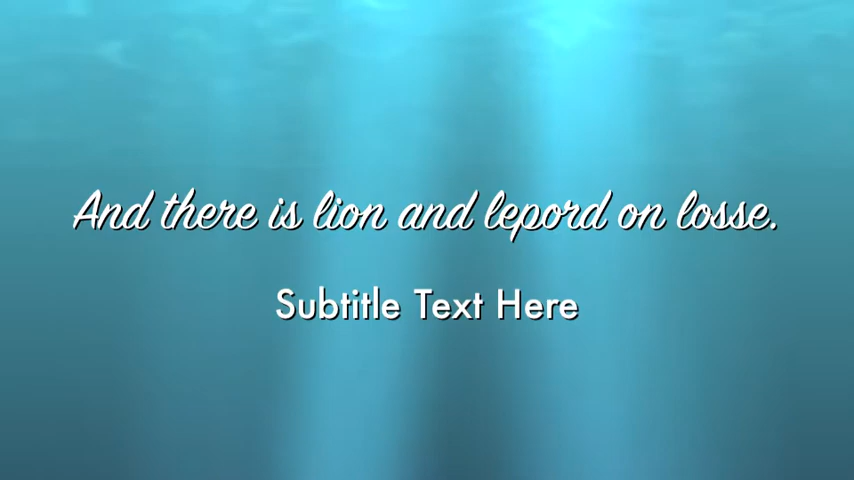 And there is lion and lepord on losse.
Subtitle Text Here